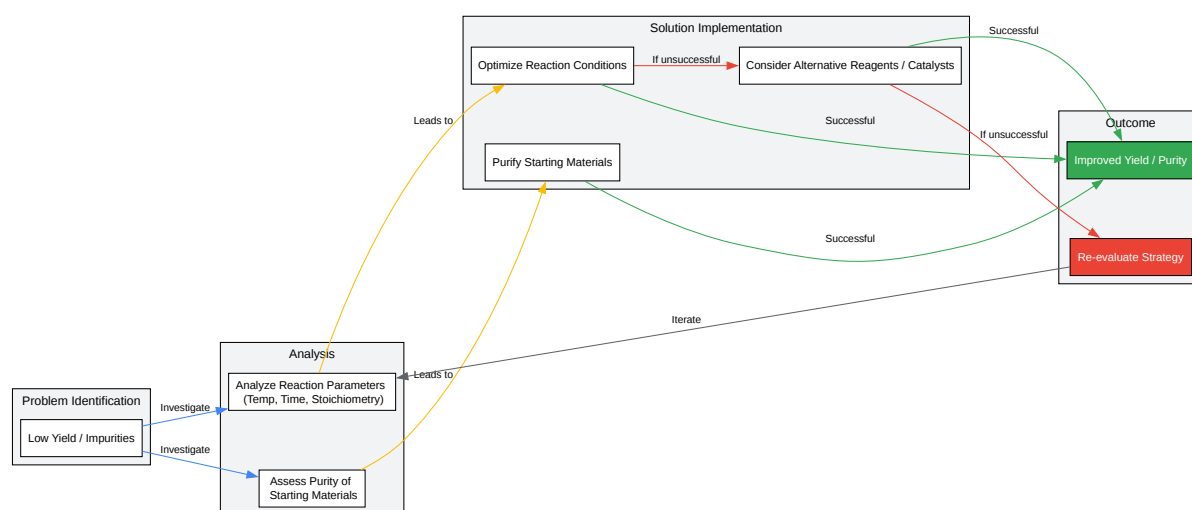 Solution Implementation
Optimize Reaction Conditions
If unsuccessful
Consider Alternative Reagents / Catalysts
Successful
Leads to
Successful
If unsuccessful
Outcome
Improved Yield / Purity
Purify Starting Materials
Successful
Re-evaluate Strategy
Iterate
Analysis
Analyze Reaction Parameters
(Temp, Time, Stoichiometry)
Leads to
Problem Identification
Low Yield / Impurities
Investigate
Investigate
Assess Purity of
Starting Materials